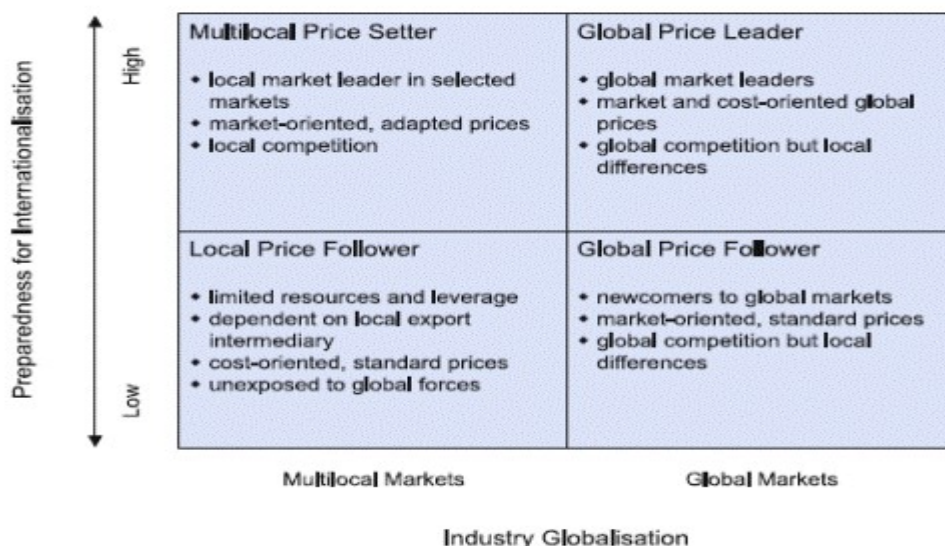 Preparedness for Internationalisation
High
Low
Multilocal Price Setter
◆ local market leader in selected
markets
◆ market-oriented, adapted prices
◆ local competition
Global Price Leader
◆ global market leaders
◆ market and cost-oriented global
prices
◆ global competition but local
differences
Local Price Follower
◆ limited resources and leverage
◆ dependent on local export
intermediary
◆ cost-oriented, standard prices
◆ unexposed to global forces
Global Price Follower
◆ newcomers to global markets
◆ market-oriented, standard prices
◆ global competition but local
differences
Multilocal Markets
Global Markets
Industry Globalisation